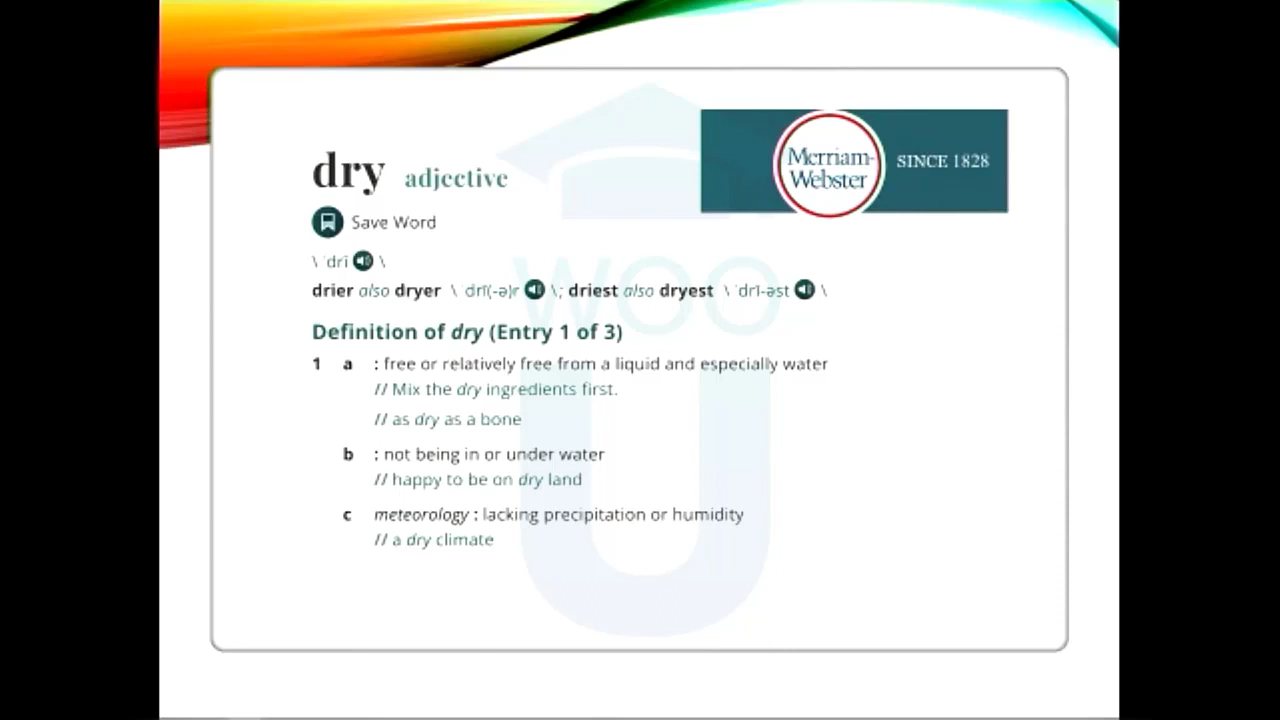 Merriam-
Webster
SINCE 1828
dry adjective
Save Word
\ ˈdrī \
drier also dryer \ ˈdrī(-ə)r \; driest also dryest \ ˈdrī-əst \
Definition of dry (Entry 1 of 3)
1 a : free or relatively free from a liquid and especially water
// Mix the dry ingredients first.
// as dry as a bone
b : not being in or under water
// happy to be on dry land
c meteorology : lacking precipitation or humidity
// a dry climate
WOO
U